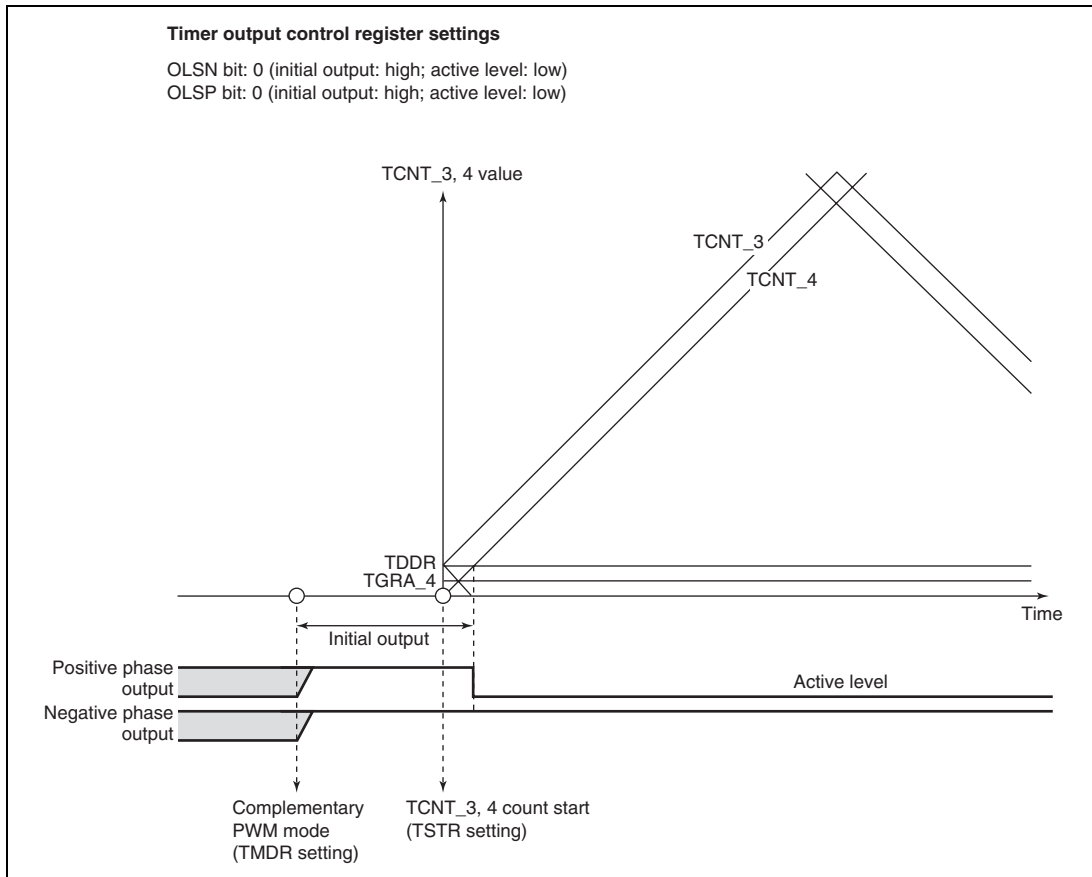 Timer output control register settings
OLSN bit: 0 (initial output: high; active level: low)
OLSP bit: 0 (initial output: high; active level: low)
TCNT_3, 4 value
TCNT_3
TCNT_4
TDDR
TGRA_4
Time
Initial output
Positive phase
output
Active level
Negative phase
output
Complementary
PWM mode
(TMDR setting)
TCNT_3, 4 count start
(TSTR setting)